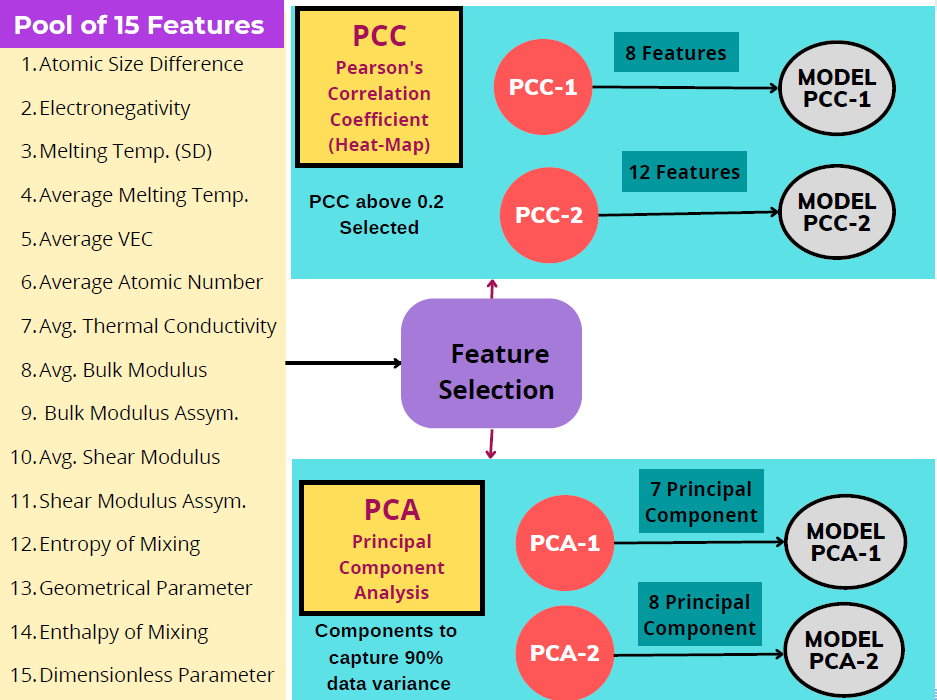 Pool of 15 Features
1. Atomic Size Difference
2. Electronegativity
3. Melting Temp. (SD)
4. Average Melting Temp.
5. Average VEC
6. Average Atomic Number
7. Avg. Thermal Conductivity
8. Avg. Bulk Modulus
9. Bulk Modulus Assym.
10. Avg. Shear Modulus
11. Shear Modulus Assym.
12. Entropy of Mixing
13. Geometrical Parameter
14. Enthalpy of Mixing
15. Dimensionless Parameter
PCC
Pearson's
Correlation
Coefficient
(Heat-Map)
PCC above 0.2
Selected
PCC-1
8 Features
MODEL
PCC-1
PCC-2
12 Features
MODEL
PCC-2
Feature
Selection
PCA
Principal
Component
Analysis
Components to
capture 90%
data variance
PCA-1
7 Principal
Component
MODEL
PCA-1
PCA-2
8 Principal
Component
MODEL
PCA-2